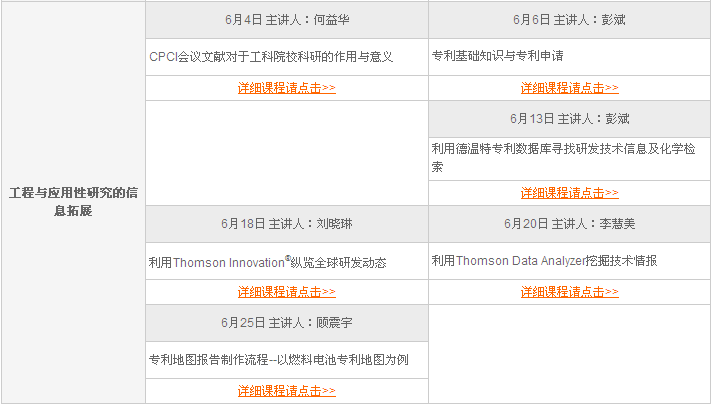 工程与应用性研究的信
息拓展
6月4日 主讲人：何益华
6月6日 主讲人：彭斌
CPCI会议文献对于工科院校科研的作用与意义
专利基础知识与专利申请
详细课程请点击>>
详细课程请点击>>
6月13日 主讲人：彭斌
利用德温特专利数据库寻找研发技术信息及化学检
索
详细课程请点击>>
6月18日 主讲人：刘晓琳
6月20日 主讲人：李慧美
利用Thomson Innovation®纵览全球研发动态
利用Thomson Data Analyzer挖掘技术情报
详细课程请点击>>
详细课程请点击>>
6月25日 主讲人：顾震宇
专利地图报告制作流程--以燃料电池专利地图为例
详细课程请点击>>